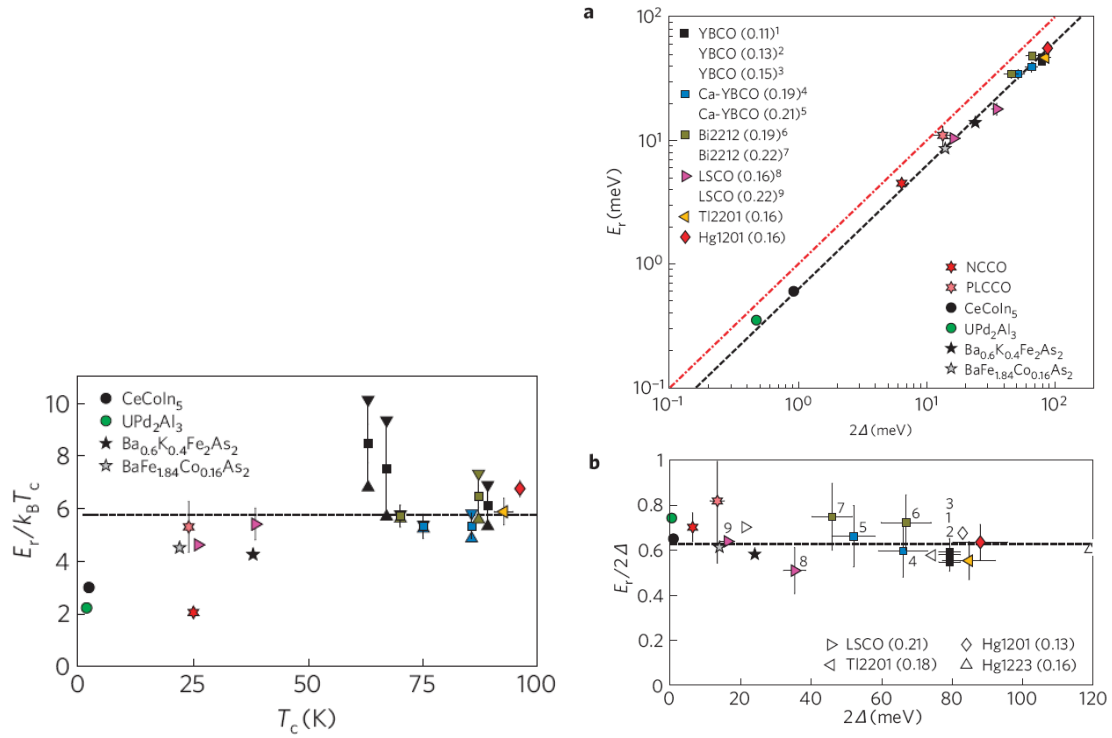 a
10²
10¹
10⁰
10⁻¹
10⁻¹
10⁰
10¹
10²
E_r (meV)
2Δ (meV)
YBCO (0.11)¹
YBCO (0.13)²
YBCO (0.15)³
Ca-YBCO (0.19)⁴
Ca-YBCO (0.21)⁵
Bi2212 (0.19)⁶
Bi2212 (0.22)⁷
LSCO (0.16)⁸
LSCO (0.22)⁹
Tl2201 (0.16)
Hg1201 (0.16)
NCCO
PLCCO
CeCoIn₅
UPd₂Al₃
Ba₀.₆K₀.₄Fe₂As₂
BaFe₁.₈₄Co₀.₁₆As₂
10
8
6
4
2
0
0
25
50
75
100
E_r/k_BT_c
T_c (K)
CeCoIn₅
UPd₂Al₃
Ba₀.₆K₀.₄Fe₂As₂
BaFe₁.₈₄Co₀.₁₆As₂
b
1
0.8
0.6
0.4
0.2
0
0
20
40
60
80
100
120
E_r/2Δ
2Δ (meV)
9
8
7
5
6
4
3
1
2
LSCO (0.21)
Tl2201 (0.18)
Hg1201 (0.13)
Hg1223 (0.16)